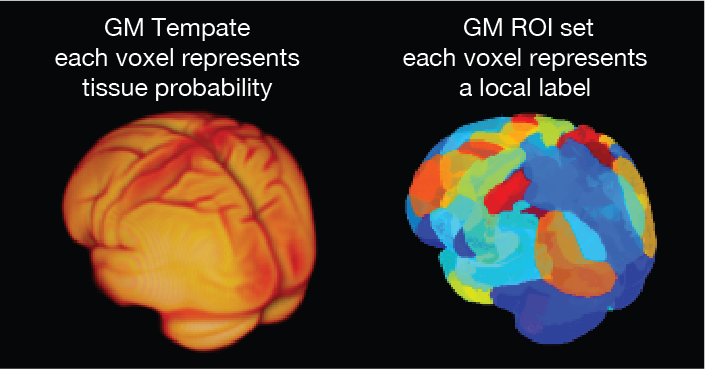 GM Tempate
each voxel represents
tissue probability
GM ROI set
each voxel represents
a local label